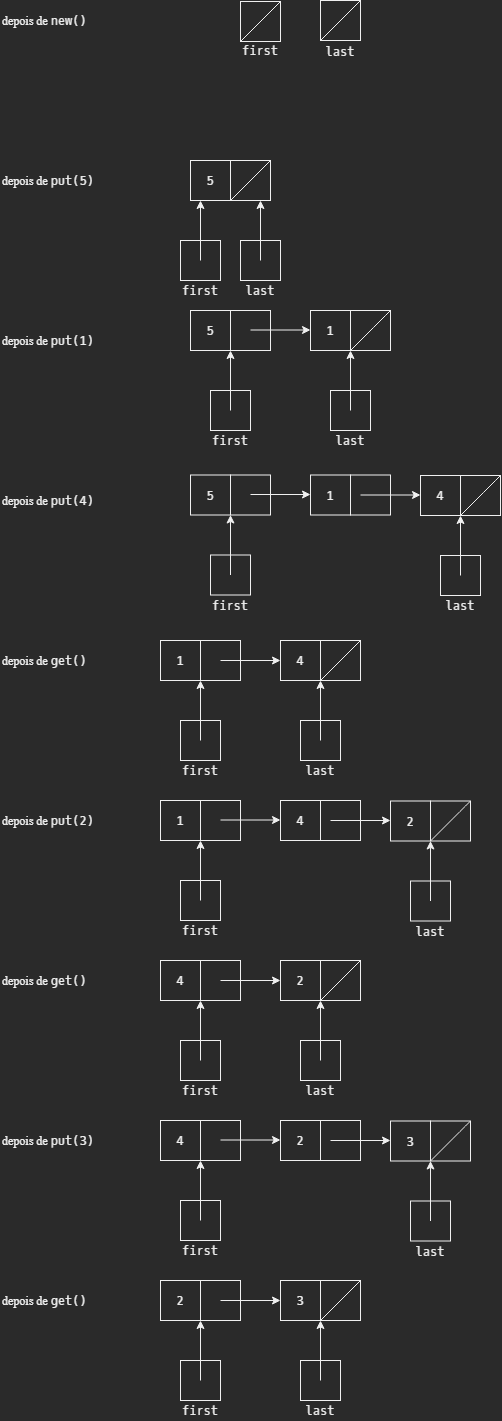 depois de new()
first last
depois de put(5)
5
first last
depois de put(1)
5 1
first last
depois de put(4)
5 1 4
first last
depois de get()
1 4
first last
depois de put(2)
1 4 2
first last
depois de get()
4 2
first last
depois de put(3)
4 2 3
first last
depois de get()
2 3
first last